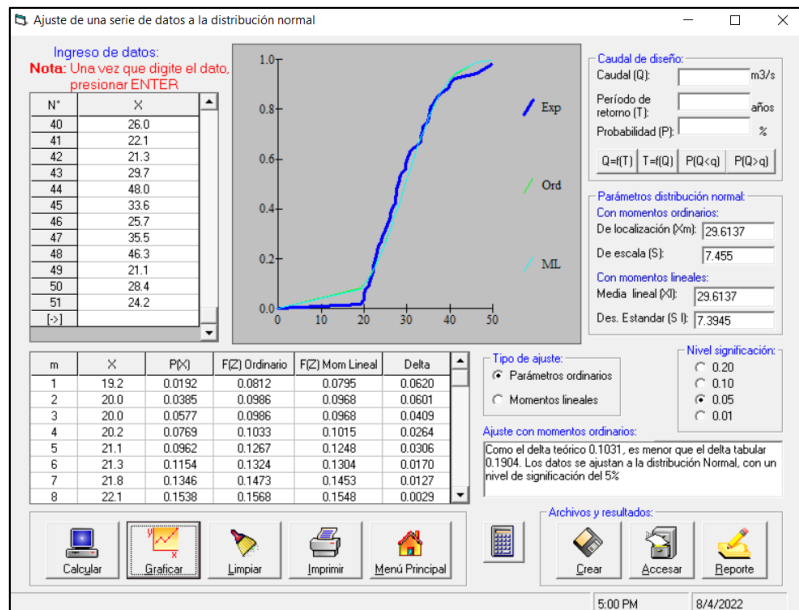 Ajuste de una serie de datos a la distribución normal
Ingreso de datos:
Nota: Una vez que digite el dato,
presionar ENTER
N° X
40 26.0
41 22.1
42 21.3
43 29.7
44 48.0
45 33.6
46 25.7
47 35.5
48 46.3
49 21.1
50 28.4
51 24.2
[->]
1.0
0.8
0.6
0.4
0.2
0.0
0 10 20 30 40 50
Exp
Ord
ML
Caudal de diseño:
Caudal (Q): m3/s
Período de
retorno (T): años
Probabilidad (P): %
Q=f(T) T=f(Q) P(Q<q) P(Q>q)
Parámetros distribución normal:
Con momentos ordinarios:
De localización (Xm): 29.6137
De escala (S): 7.455
Con momentos lineales:
Media lineal (Xl): 29.6137
Des. Estandar (S l): 7.3945
m X P(X) F(Z) Ordinario F(Z) Mom Lineal Delta
1 19.2 0.0192 0.0812 0.0795 0.0620
2 20.0 0.0385 0.0986 0.0968 0.0601
3 20.0 0.0577 0.0986 0.0968 0.0409
4 20.2 0.0769 0.1033 0.1015 0.0264
5 21.1 0.0962 0.1267 0.1248 0.0306
6 21.3 0.1154 0.1324 0.1304 0.0170
7 21.8 0.1346 0.1473 0.1453 0.0127
8 22.1 0.1538 0.1568 0.1548 0.0029
Tipo de ajuste:
Parámetros ordinarios
Momentos lineales
Nivel significación:
0.20
0.10
0.05
0.01
Ajuste con momentos ordinarios:
Como el delta teórico 0.1031, es menor que el delta tabular
0.1904. Los datos se ajustan a la distribución Normal, con un
nivel de significación del 5%
Calcular
Graficar
Limpiar
Imprimir
Menú Principal
Archivos y resultados:
Crear
Accesar
Reporte
5:00 PM 8/4/2022